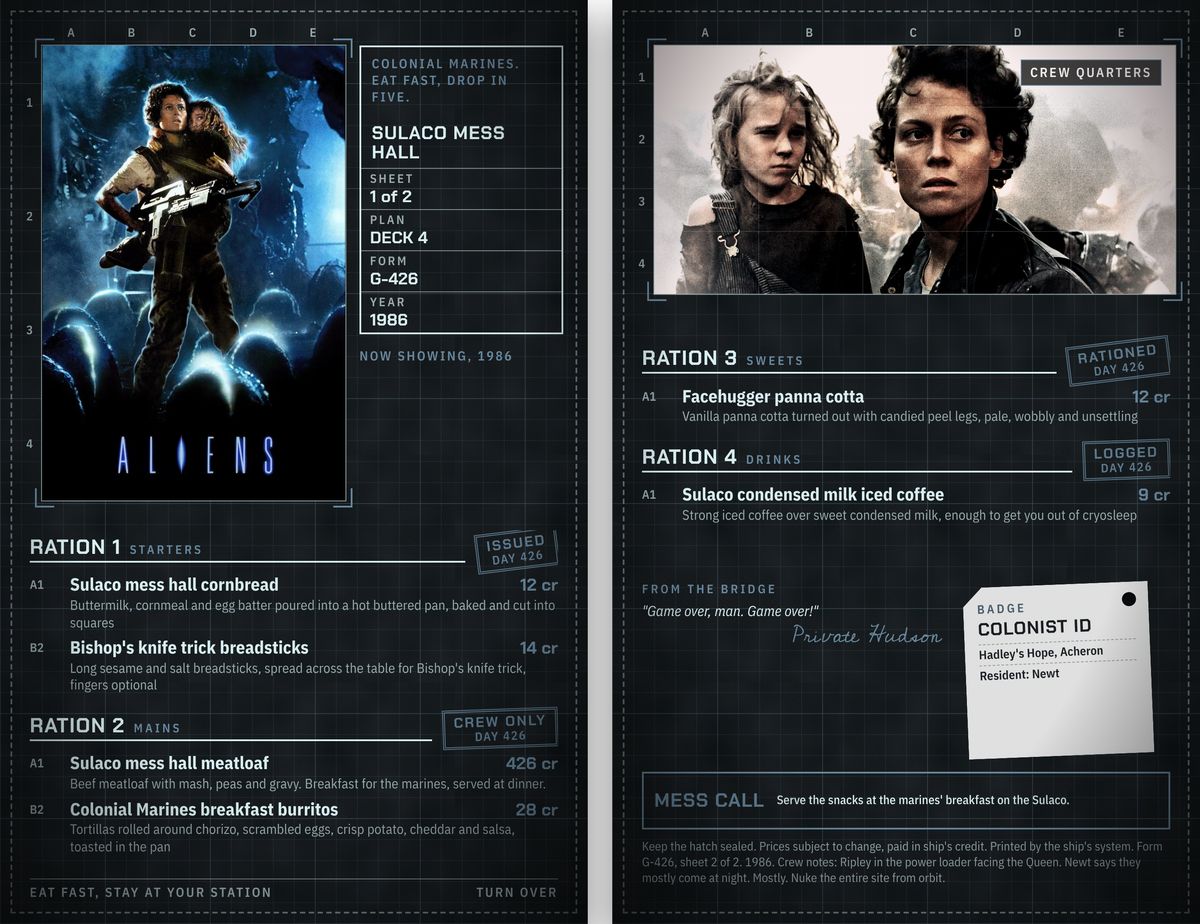 A B C D E
1
2
3
4
ALIENS
COLONIAL MARINES.
EAT FAST, DROP IN
FIVE.
SULACO MESS
HALL
SHEET
1 of 2
PLAN
DECK 4
FORM
G-426
YEAR
1986
NOW SHOWING, 1986
RATION 1 STARTERS
ISSUED
DAY 426
A1 Sulaco mess hall cornbread 12 cr
Buttermilk, cornmeal and egg batter poured into a hot buttered pan, baked and cut into
squares
B2 Bishop's knife trick breadsticks 14 cr
Long sesame and salt breadsticks, spread across the table for Bishop's knife trick,
fingers optional
RATION 2 MAINS
CREW ONLY
DAY 426
A1 Sulaco mess hall meatloaf 426 cr
Beef meatloaf with mash, peas and gravy. Breakfast for the marines, served at dinner.
B2 Colonial Marines breakfast burritos 28 cr
Tortillas rolled around chorizo, scrambled eggs, crisp potato, cheddar and salsa,
toasted in the pan
EAT FAST, STAY AT YOUR STATION TURN OVER
A B C D E
1
2
3
4
CREW QUARTERS
RATION 3 SWEETS
RATIONED
DAY 426
A1 Facehugger panna cotta 12 cr
Vanilla panna cotta turned out with candied peel legs, pale, wobbly and unsettling
RATION 4 DRINKS
LOGGED
DAY 426
A1 Sulaco condensed milk iced coffee 9 cr
Strong iced coffee over sweet condensed milk, enough to get you out of cryosleep
FROM THE BRIDGE
"Game over, man. Game over!"
Private Hudson
BADGE
COLONIST ID
Hadley's Hope, Acheron
Resident: Newt
MESS CALL Serve the snacks at the marines' breakfast on the Sulaco.
Keep the hatch sealed. Prices subject to change, paid in ship's credit. Printed by the ship's system. Form
G-426, sheet 2 of 2. 1986. Crew notes: Ripley in the power loader facing the Queen. Newt says they
mostly come at night. Mostly. Nuke the entire site from orbit.